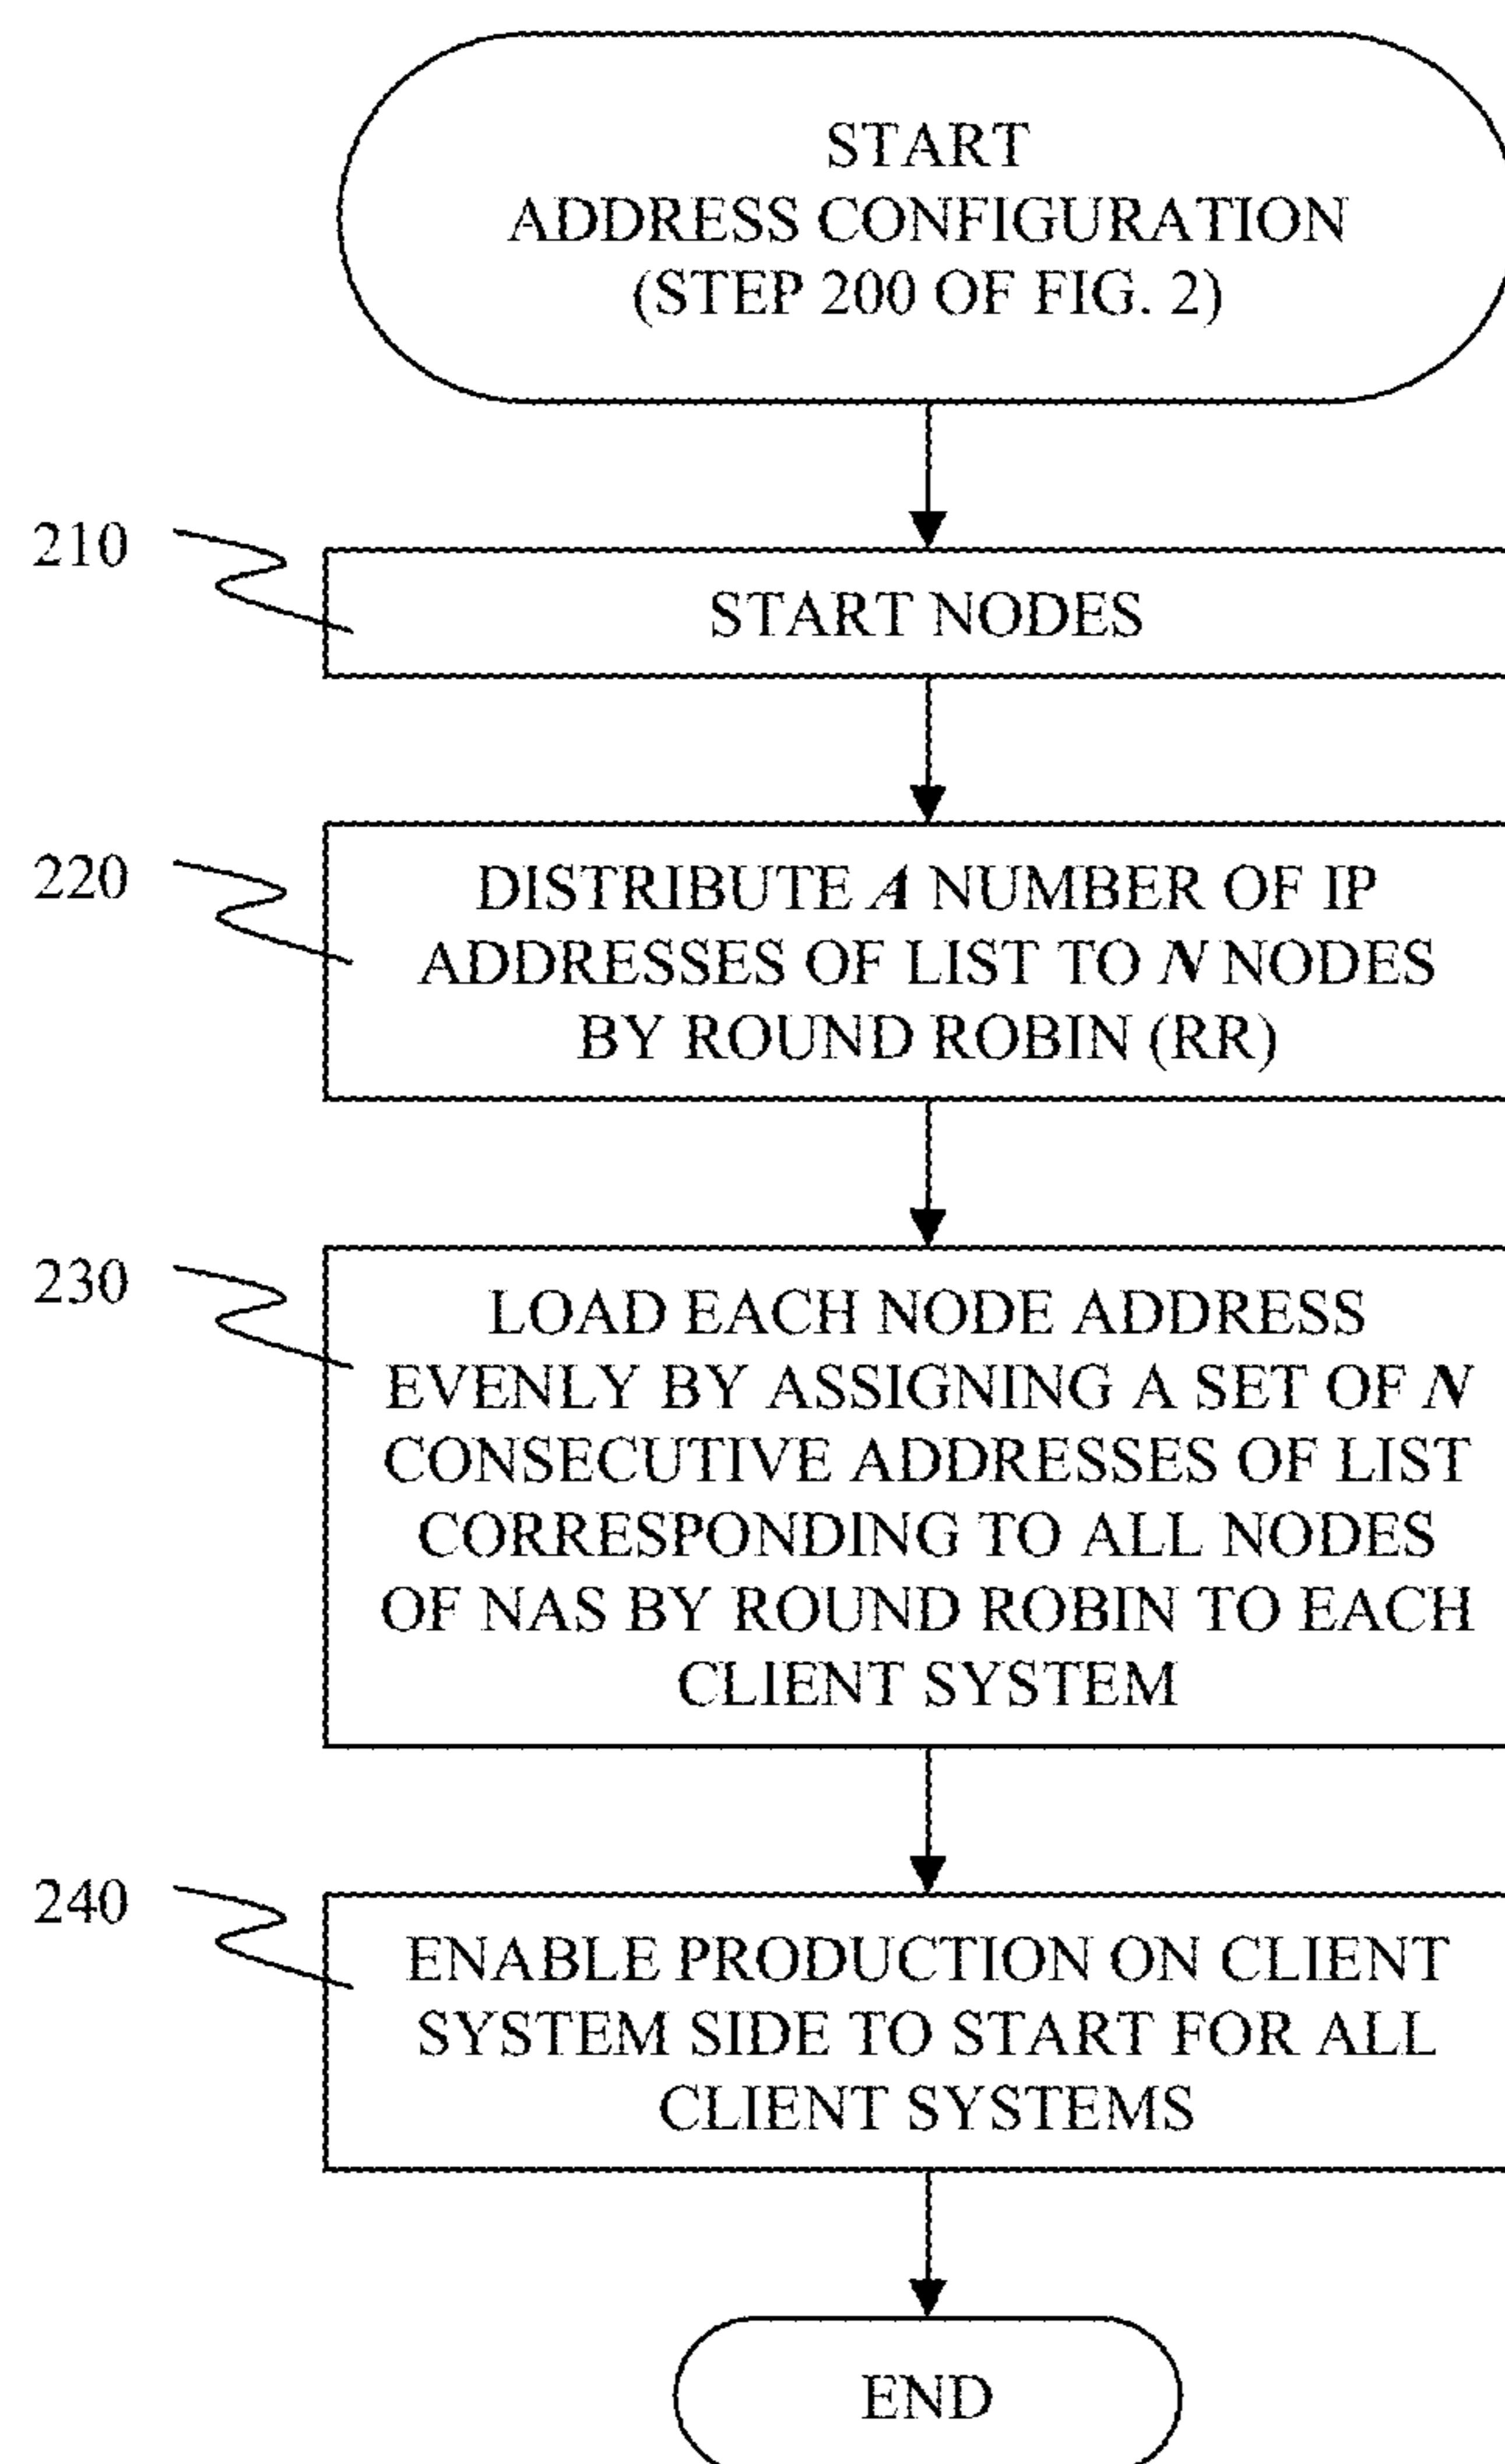 START
ADDRESS CONFIGURATION
(STEP 200 OF FIG. 2)
210
START NODES
220
DISTRIBUTE A NUMBER OF IP
ADDRESSES OF LIST TO N NODES
BY ROUND ROBIN (RR)
230
LOAD EACH NODE ADDRESS
EVENLY BY ASSIGNING A SET OF N
CONSECUTIVE ADDRESSES OF LIST
CORRESPONDING TO ALL NODES
OF NAS BY ROUND ROBIN TO EACH
CLIENT SYSTEM
240
ENABLE PRODUCTION ON CLIENT
SYSTEM SIDE TO START FOR ALL
CLIENT SYSTEMS
END